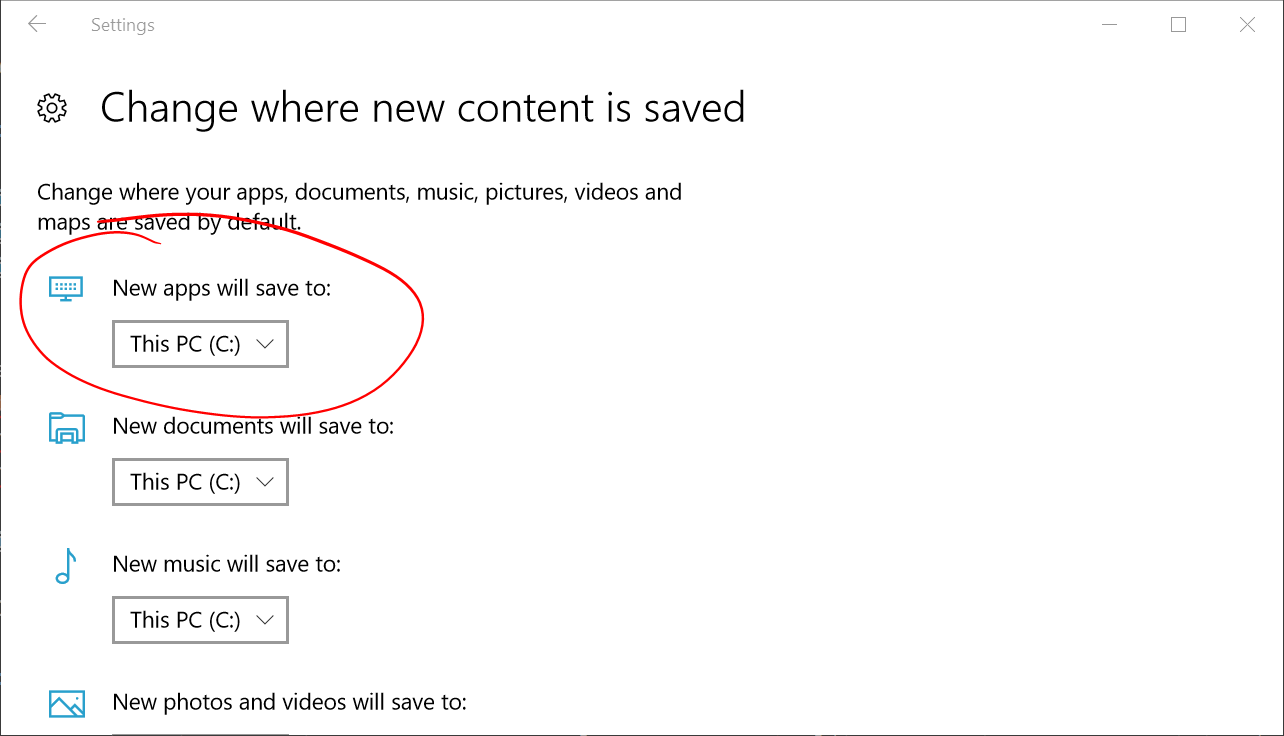 Settings
Change where new content is saved
Change where your apps, documents, music, pictures, videos and
maps are saved by default.
New apps will save to:
This PC (C:)
New documents will save to:
This PC (C:)
New music will save to:
This PC (C:)
New photos and videos will save to: